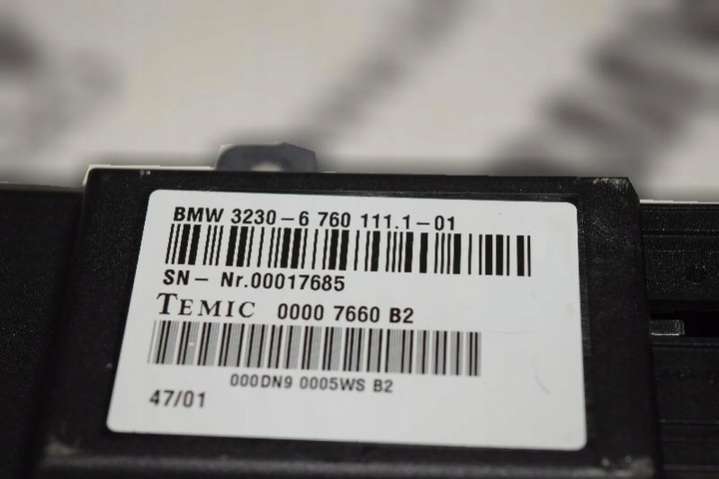 BMW 3230-6 760 111.1-01
SN- Nr.00017685
TEMIC 0000 7660 B2
000DN9 0005WS B2
47/01